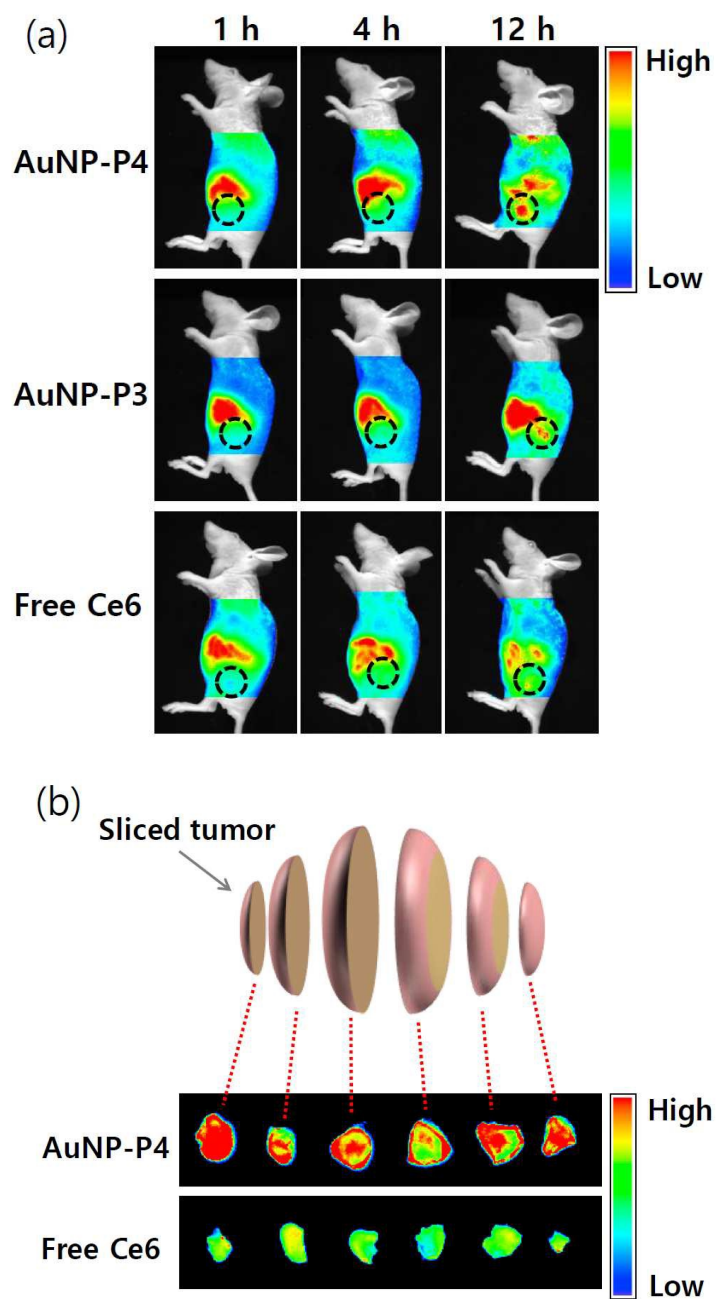 (a)
1 h 4 h 12 h
AuNP-P4
High
Low
AuNP-P3
Free Ce6
(b)
Sliced tumor
AuNP-P4
High
Free Ce6
Low